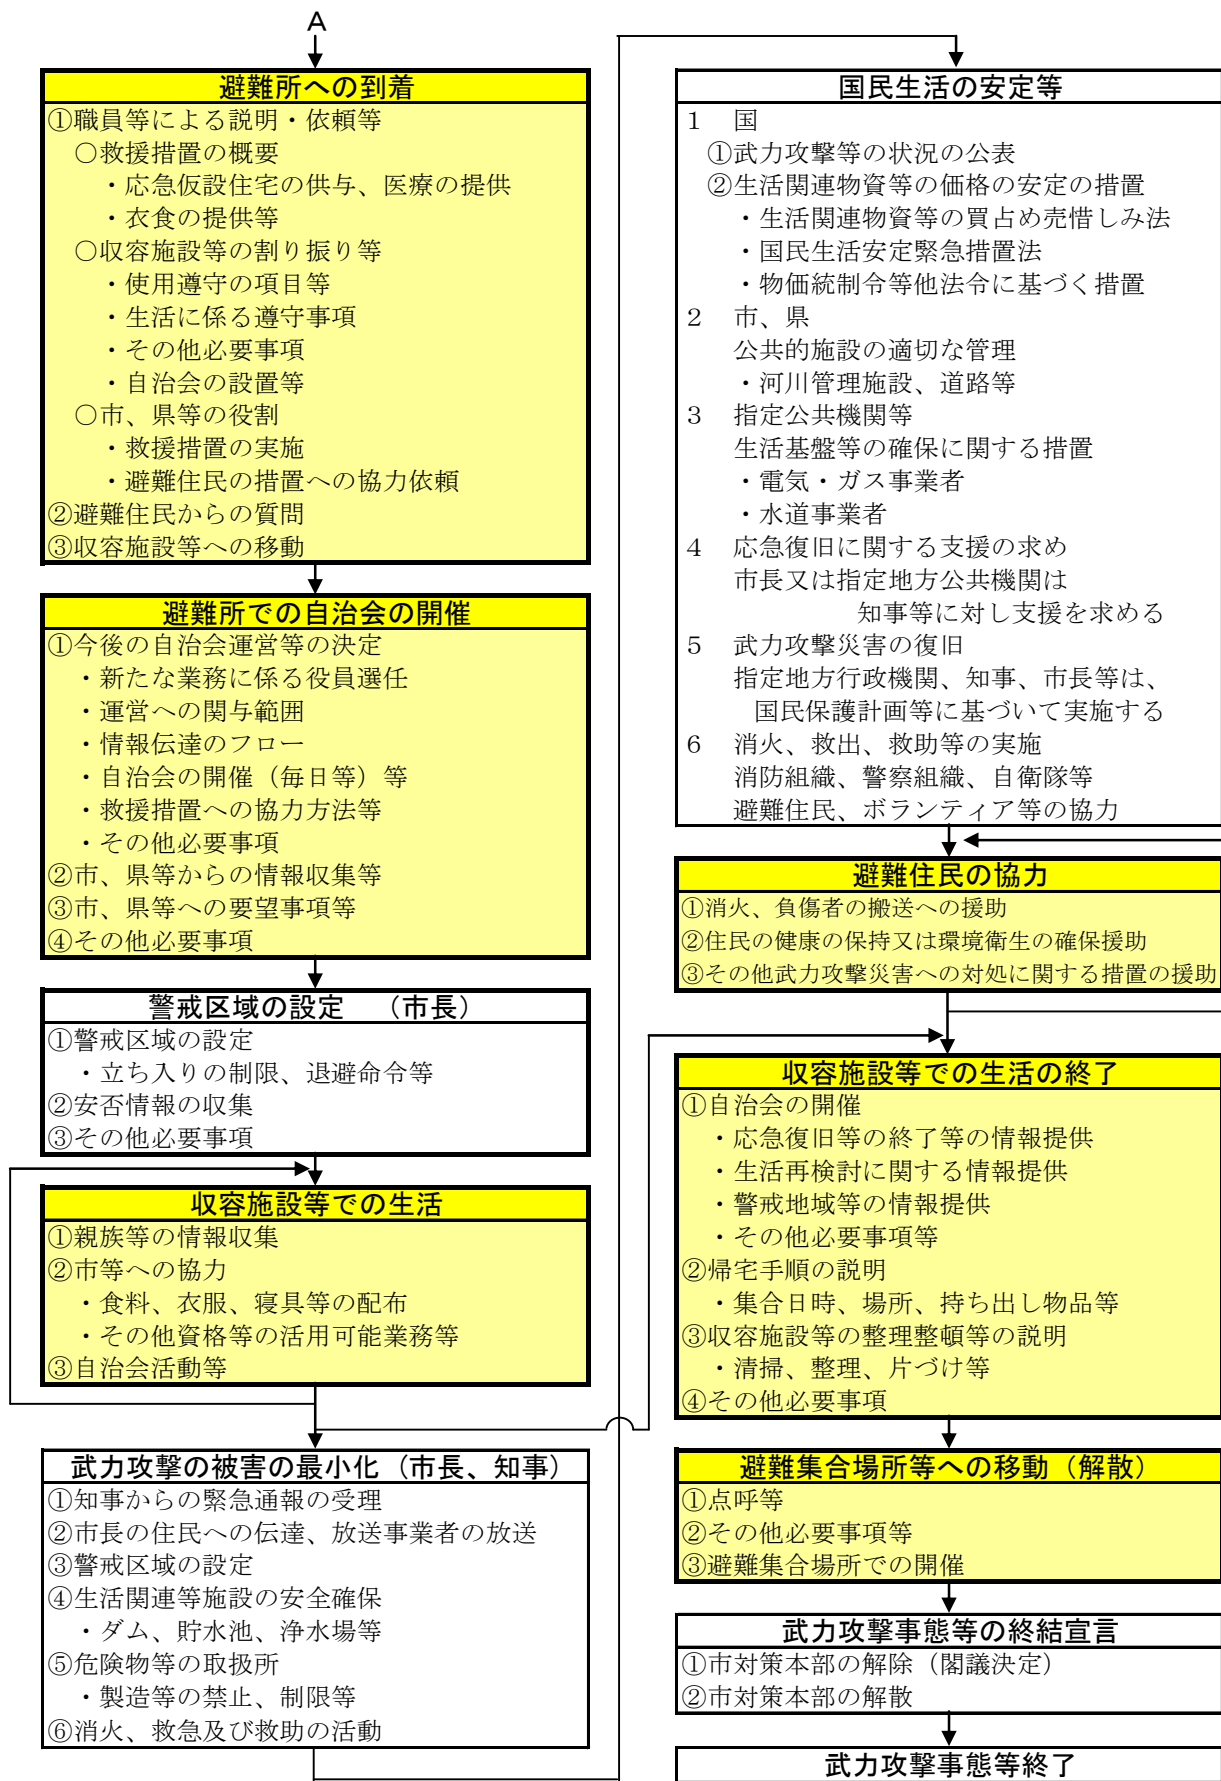 A
避難所への到着
①職員等による説明・依頼等
○救援措置の概要
・応急仮設住宅の供与、医療の提供
・衣食の提供等
○収容施設等の割り振り等
・使用遵守の項目等
・生活に係る遵守事項
・その他必要事項
・自治会の設置等
○市、県等の役割
・救援措置の実施
・避難住民の措置への協力依頼
②避難住民からの質問
③収容施設等への移動
避難所での自治会の開催
①今後の自治会運営等の決定
・新たな業務に係る役員選任
・運営への関与範囲
・情報伝達のフロー
・自治会の開催（毎日等）等
・救援措置への協力方法等
・その他必要事項
②市、県等からの情報収集等
③市、県等への要望事項等
④その他必要事項
警戒区域の設定　（市長）
①警戒区域の設定
・立ち入りの制限、退避命令等
②安否情報の収集
③その他必要事項
収容施設等での生活
①親族等の情報収集
②市等への協力
・食料、衣服、寝具等の配布
・その他資格等の活用可能業務等
③自治会活動等
武力攻撃の被害の最小化（市長、知事）
①知事からの緊急通報の受理
②市長の住民への伝達、放送事業者の放送
③警戒区域の設定
④生活関連等施設の安全確保
・ダム、貯水池、浄水場等
⑤危険物等の取扱所
・製造等の禁止、制限等
⑥消火、救急及び救助の活動
国民生活の安定等
１　国
①武力攻撃等の状況の公表
②生活関連物資等の価格の安定の措置
・生活関連物資等の買占め売惜しみ法
・国民生活安定緊急措置法
・物価統制令等他法令に基づく措置
２　市、県
公共的施設の適切な管理
・河川管理施設、道路等
３　指定公共機関等
生活基盤等の確保に関する措置
・電気・ガス事業者
・水道事業者
４　応急復旧に関する支援の求め
市長又は指定地方公共機関は
知事等に対し支援を求める
５　武力攻撃災害の復旧
指定地方行政機関、知事、市長等は、
国民保護計画等に基づいて実施する
６　消火、救出、救助等の実施
消防組織、警察組織、自衛隊等
避難住民、ボランティア等の協力
避難住民の協力
①消火、負傷者の搬送への援助
②住民の健康の保持又は環境衛生の確保援助
③その他武力攻撃災害への対処に関する措置の援助
収容施設等での生活の終了
①自治会の開催
・応急復旧等の終了等の情報提供
・生活再検討に関する情報提供
・警戒地域等の情報提供
・その他必要事項等
②帰宅手順の説明
・集合日時、場所、持ち出し物品等
③収容施設等の整理整頓等の説明
・清掃、整理、片づけ等
④その他必要事項
避難集合場所等への移動（解散）
①点呼等
②その他必要事項等
③避難集合場所での開催
武力攻撃事態等の終結宣言
①市対策本部の解除（閣議決定）
②市対策本部の解散
武力攻撃事態等終了